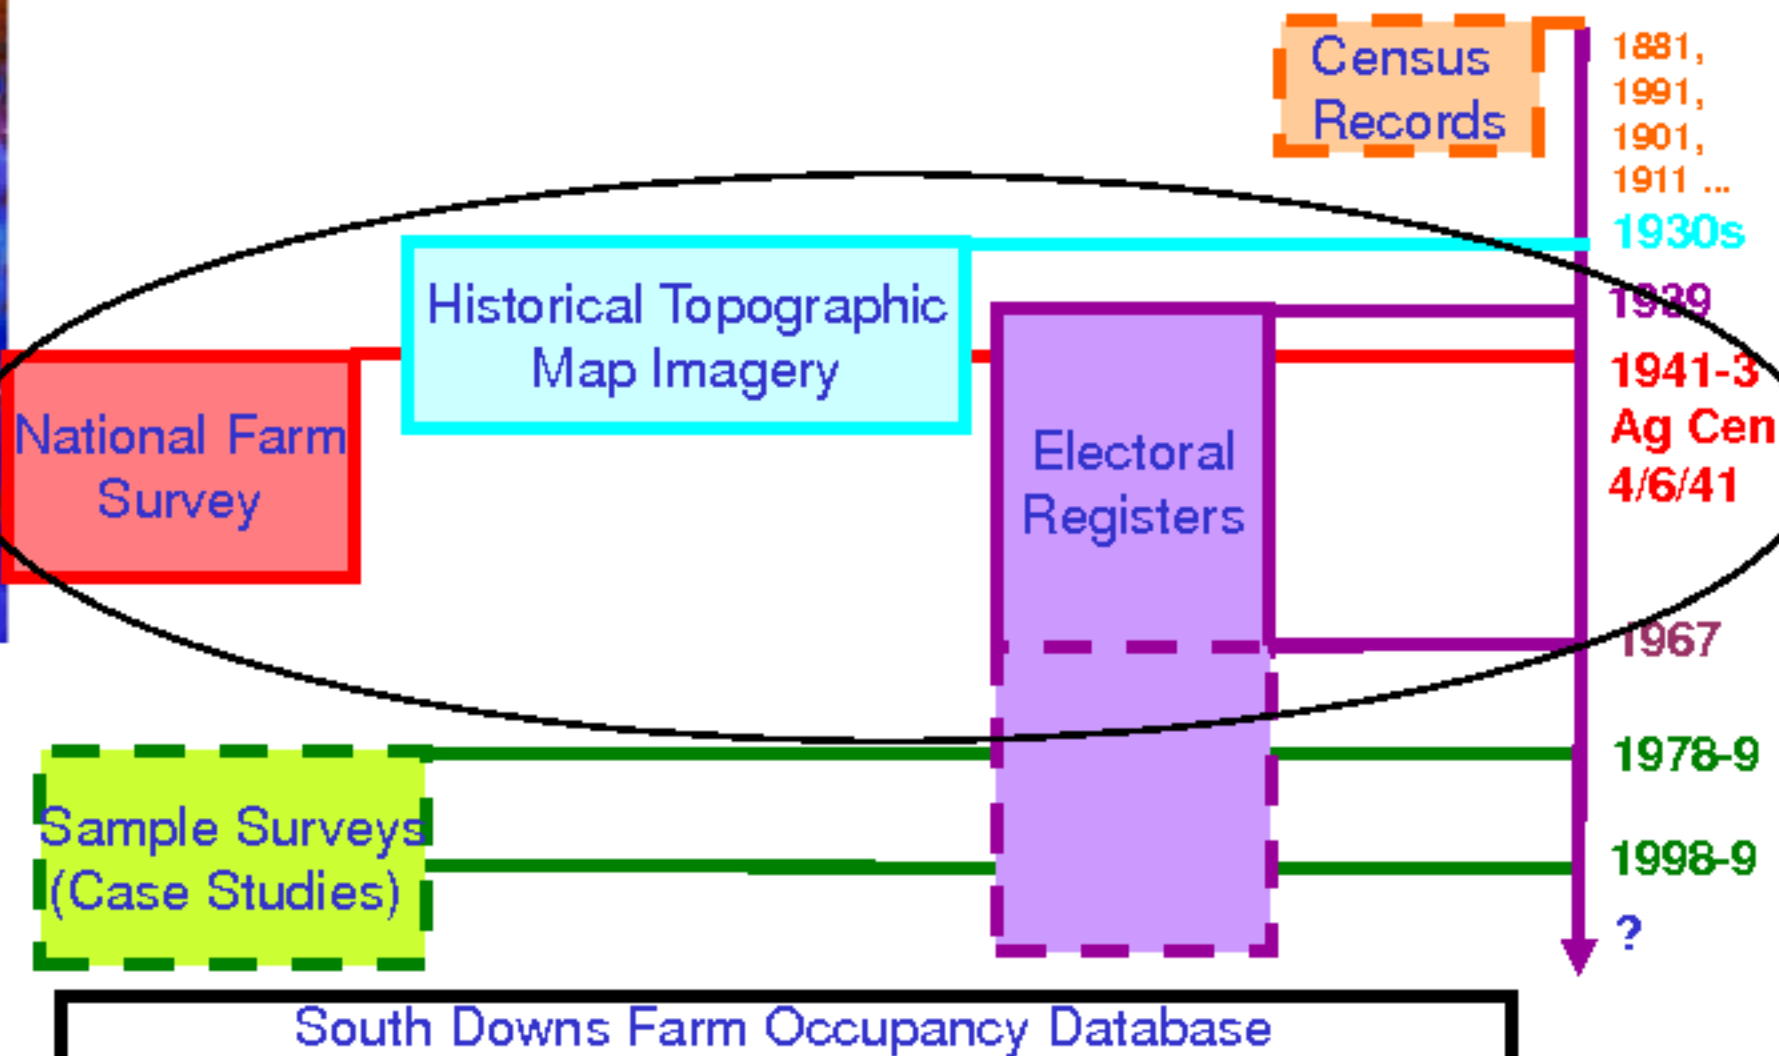 Census
Records
1881,
1991,
1901,
1911 ...
1930s
Historical Topographic
Map Imagery
1939
1941-3
Ag Cen
4/6/41
National Farm
Survey
Electoral
Registers
1967
1978-9
Sample Surveys
(Case Studies)
1998-9
?
South Downs Farm Occupancy Database